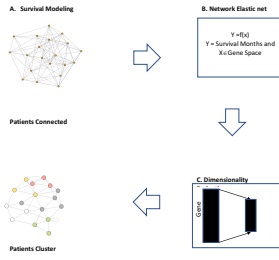 A. Survival Modeling
B. Network Elastic net
Y =f(x)
Y = Survival Months and
X∈Gene Space
Patients Connected
C. Dimensionality
Gene
Patients Cluster